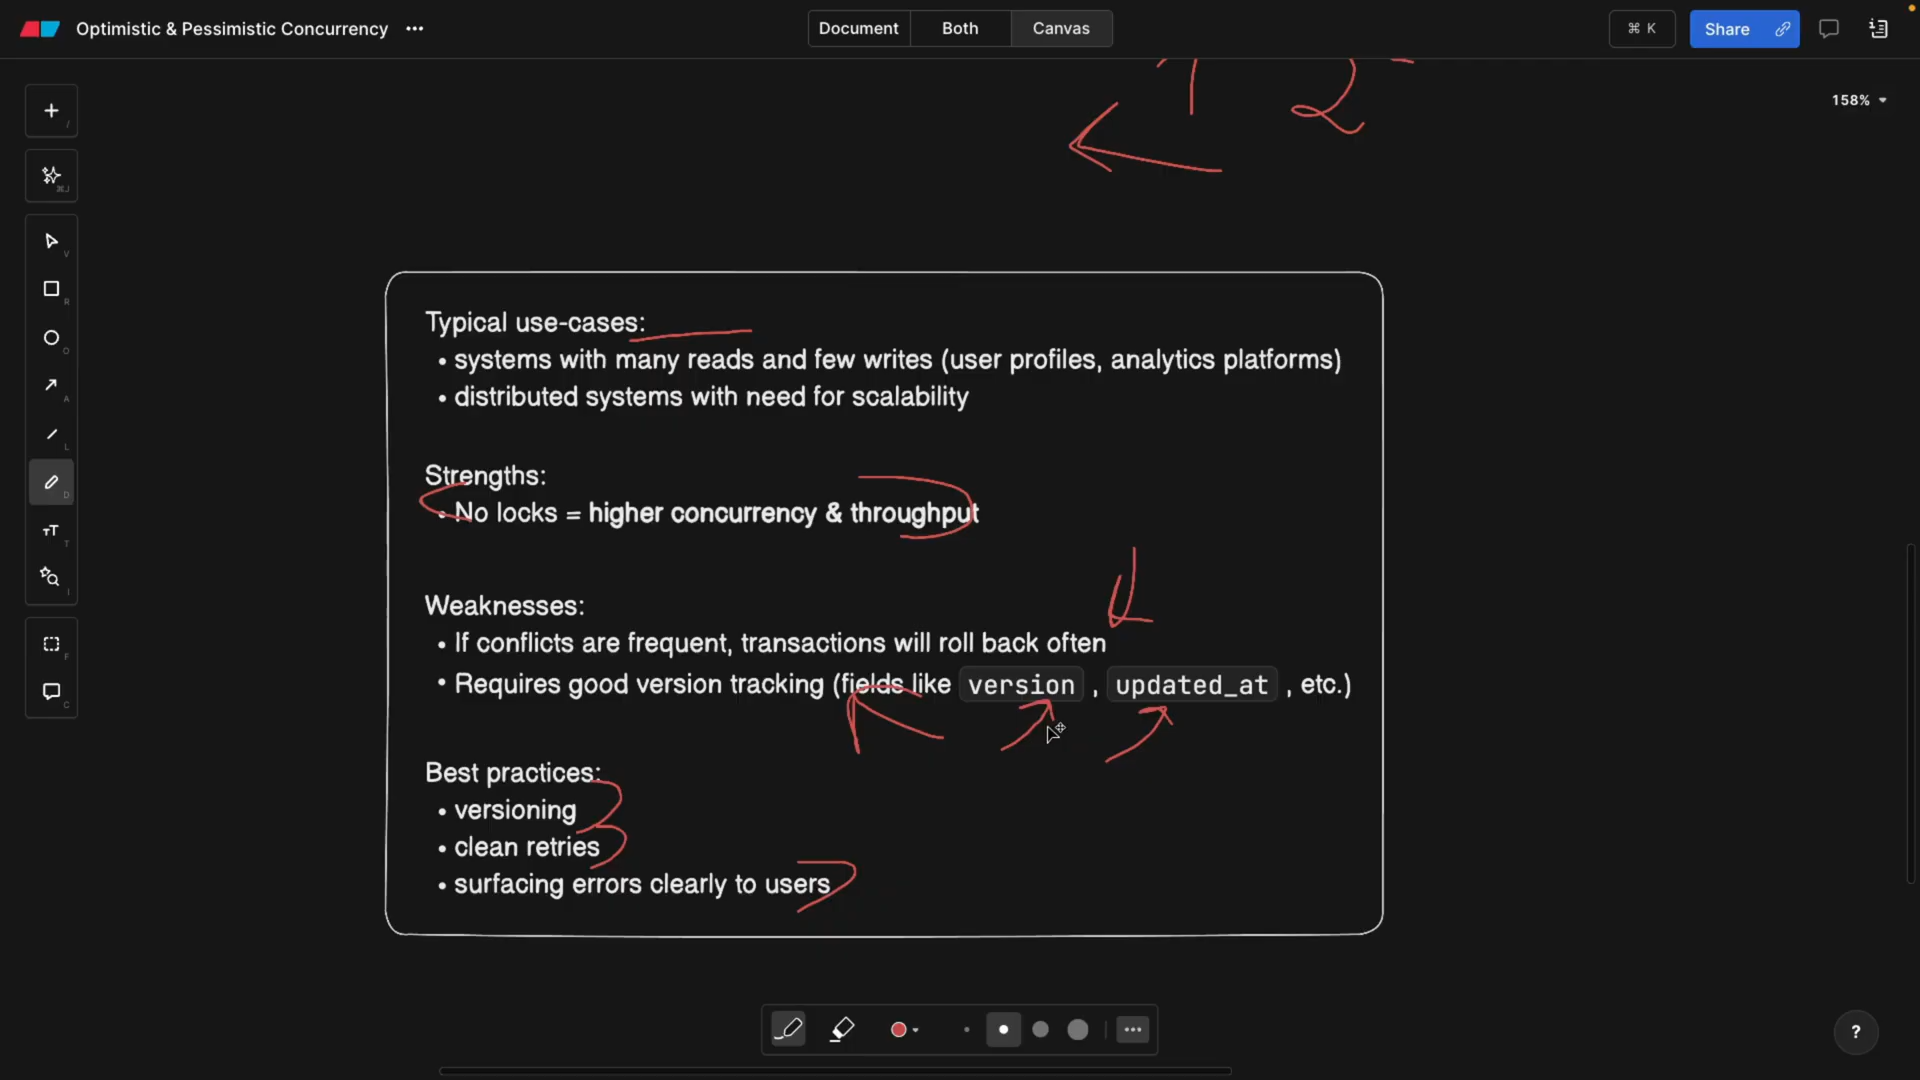 Optimistic & Pessimistic Concurrency ...
Document Both Canvas
⌘ K
Share
158%
1 2
Typical use-cases:
• systems with many reads and few writes (user profiles, analytics platforms)
• distributed systems with need for scalability
Strengths:
• No locks = higher concurrency & throughput
Weaknesses:
• If conflicts are frequent, transactions will roll back often
• Requires good version tracking (fields like version , updated_at , etc.)
Best practices:
• versioning
• clean retries
• surfacing errors clearly to users
/
⌘J
V
R
O
A
L
D
TT
T
I
F
C
?